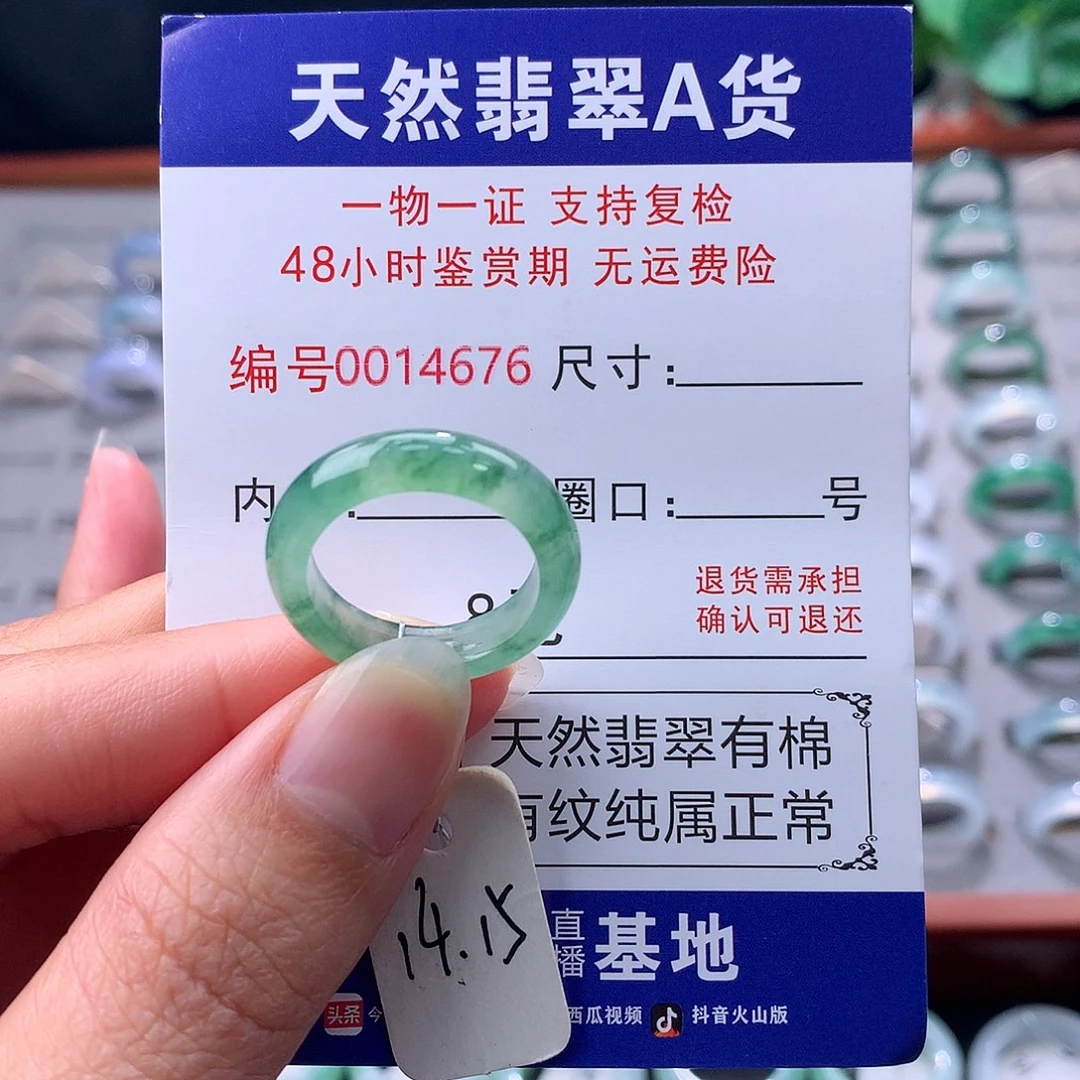 天然翡翠A货
一物一证 支持复检
48小时鉴赏期 无运费险
编号0014676 尺寸:
内 圈口: 号
退货需承担
确认可退还
天然翡翠有棉
有纹纯属正常
14.15
直播基地
头条 今 西瓜视频 抖音火山版